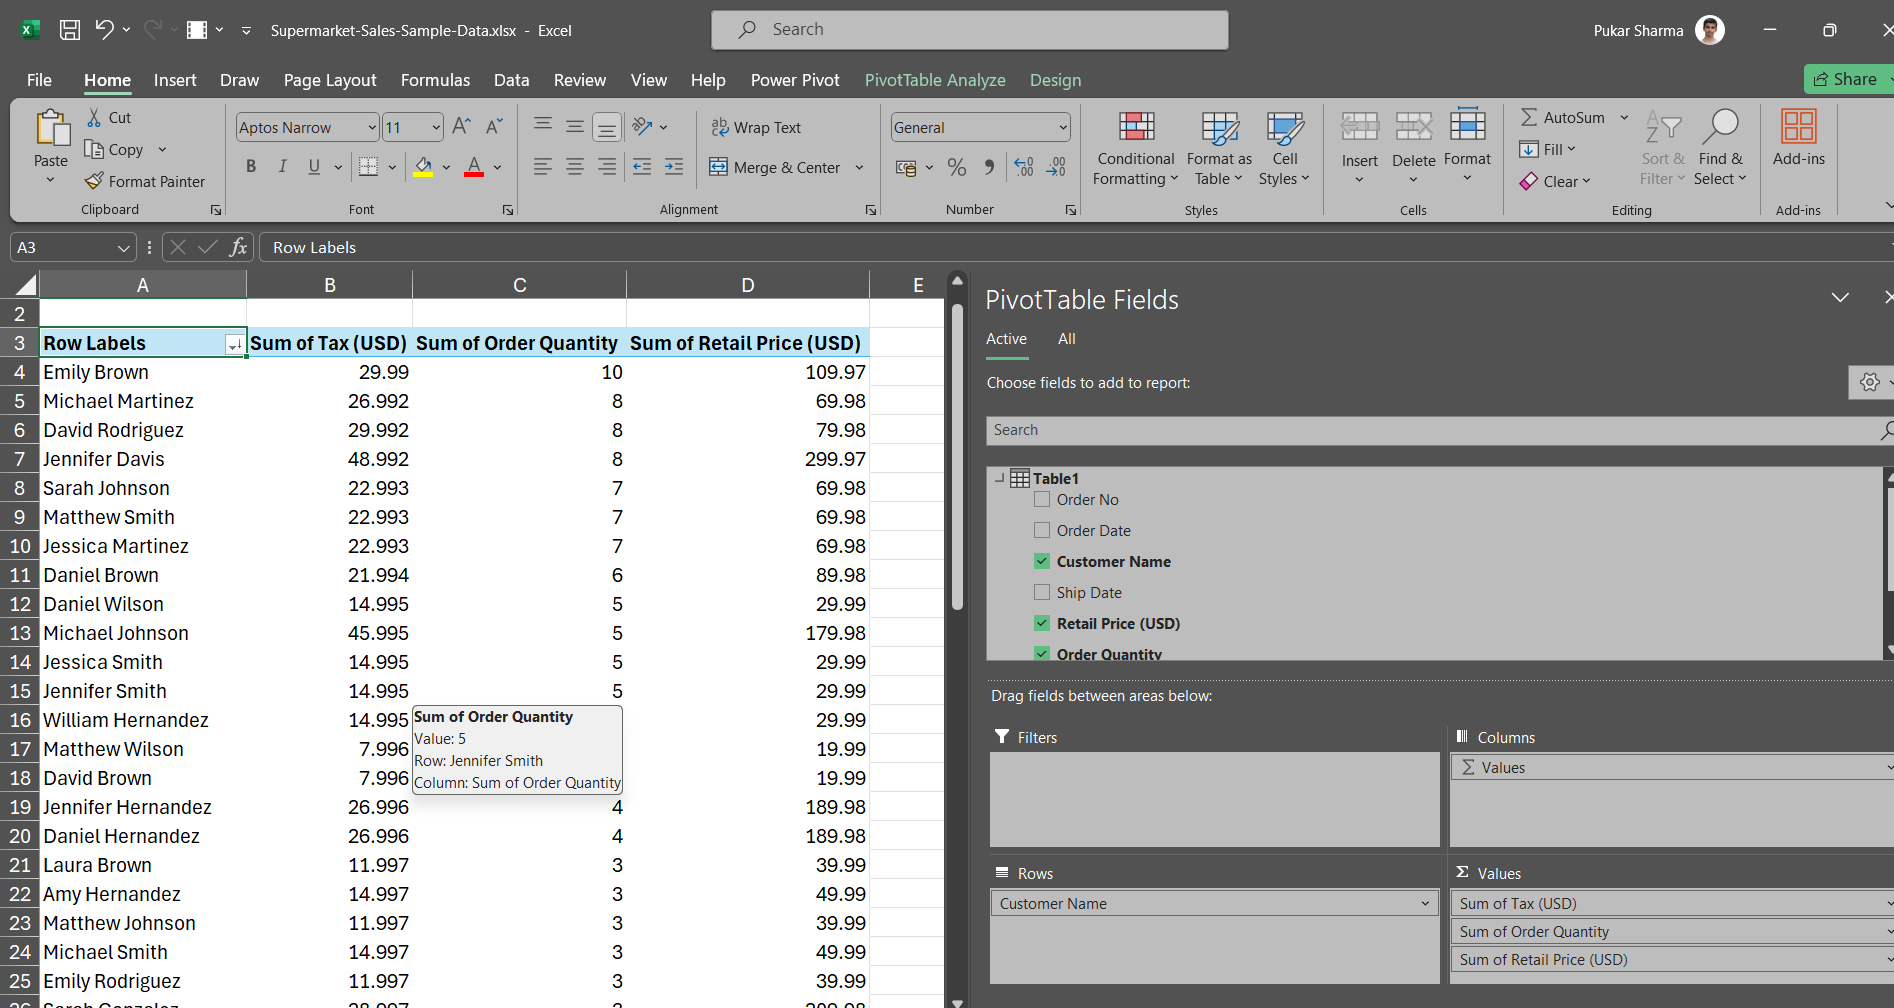 Supermarket-Sales-Sample-Data.xlsx - Excel
Search
Pukar Sharma
File Home Insert Draw Page Layout Formulas Data Review View Help Power Pivot PivotTable Analyze Design Share
Paste
Cut
Copy
Format Painter
Clipboard
Aptos Narrow 11
B I U
Font
Wrap Text
Merge & Center
Alignment
General
Number
Conditional Formatting
Format as Table
Cell Styles
Styles
Insert Delete Format
Cells
AutoSum
Fill
Clear
Sort & Filter
Find & Select
Editing
Add-ins
Add-ins
A3 fx Row Labels
A B C D E
2
3 Row Labels Sum of Tax (USD) Sum of Order Quantity Sum of Retail Price (USD)
4 Emily Brown 29.99 10 109.97
5 Michael Martinez 26.992 8 69.98
6 David Rodriguez 29.992 8 79.98
7 Jennifer Davis 48.992 8 299.97
8 Sarah Johnson 22.993 7 69.98
9 Matthew Smith 22.993 7 69.98
10 Jessica Martinez 22.993 7 69.98
11 Daniel Brown 21.994 6 89.98
12 Daniel Wilson 14.995 5 29.99
13 Michael Johnson 45.995 5 179.98
14 Jessica Smith 14.995 5 29.99
15 Jennifer Smith 14.995 5 29.99
16 William Hernandez 14.995 29.99
17 Matthew Wilson 7.996 19.99
18 David Brown 7.996 19.99
19 Jennifer Hernandez 26.996 4 189.98
20 Daniel Hernandez 26.996 4 189.98
21 Laura Brown 11.997 3 39.99
22 Amy Hernandez 14.997 3 49.99
23 Matthew Johnson 11.997 3 39.99
24 Michael Smith 14.997 3 49.99
25 Emily Rodriguez 11.997 3 39.99
Sum of Order Quantity
Value: 5
Row: Jennifer Smith
Column: Sum of Order Quantity
PivotTable Fields
Active All
Choose fields to add to report:
Search
Table1
Order No
Order Date
Customer Name
Ship Date
Retail Price (USD)
Order Quantity
Drag fields between areas below:
Filters
Columns
Σ Values
Rows
Customer Name
Σ Values
Sum of Tax (USD)
Sum of Order Quantity
Sum of Retail Price (USD)